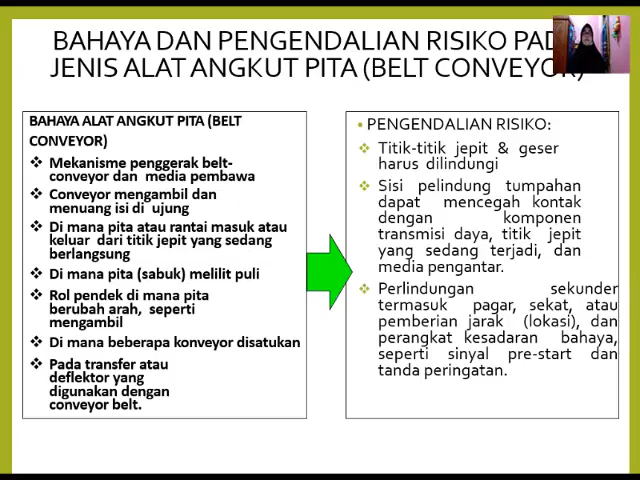 BAHAYA DAN PENGENDALIAN RISIKO PAD
JENIS ALAT ANGKUT PITA (BELT CONVEYOR)
BAHAYA ALAT ANGKUT PITA (BELT
CONVEYOR)
❖ Mekanisme penggerak belt-
conveyor dan media pembawa
❖ Conveyor mengambil dan
menuang isi di ujung
❖ Di mana pita atau rantai masuk atau
keluar dari titik jepit yang sedang
berlangsung
❖ Di mana pita (sabuk) melilit puli
❖ Rol pendek di mana pita
berubah arah, seperti
mengambil
❖ Di mana beberapa konveyor disatukan
❖ Pada transfer atau
deflektor yang
digunakan dengan
conveyor belt.
• PENGENDALIAN RISIKO:
❖ Titik-titik jepit & geser
harus dilindungi
❖ Sisi pelindung tumpahan
dapat mencegah kontak
dengan komponen
transmisi daya, titik jepit
yang sedang terjadi, dan
media pengantar.
❖ Perlindungan sekunder
termasuk pagar, sekat, atau
pemberian jarak (lokasi), dan
perangkat kesadaran bahaya,
seperti sinyal pre-start dan
tanda peringatan.